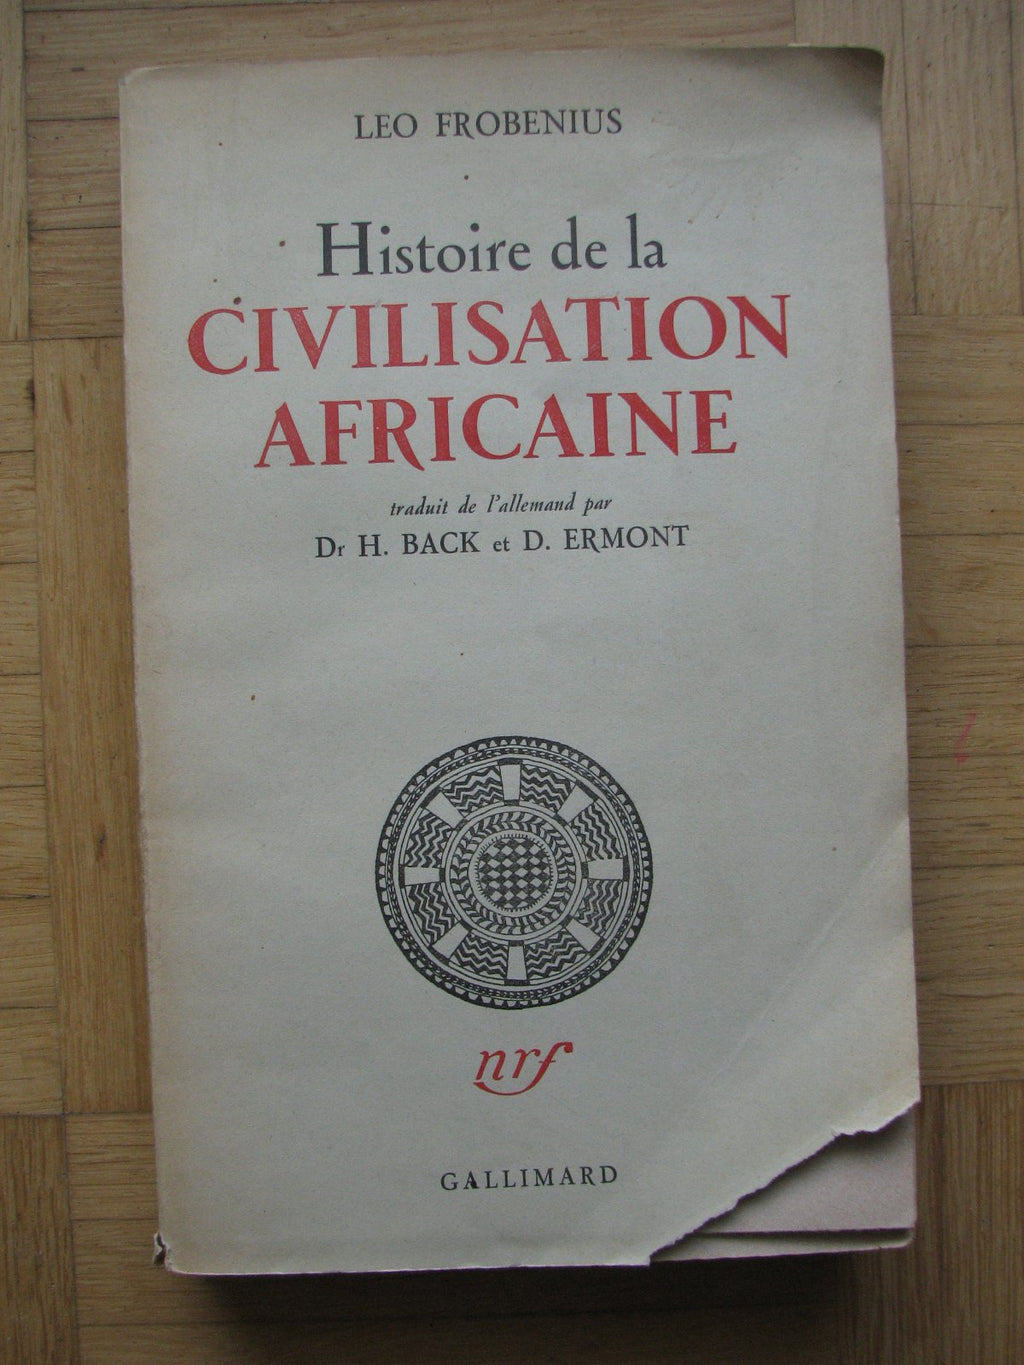 LEO FROBENIUS
Histoire de la
CIVILISATION
AFRICAINE
traduit de l'allemand par
Dr H. BACK et D. ERMONT
nrf
GALLIMARD